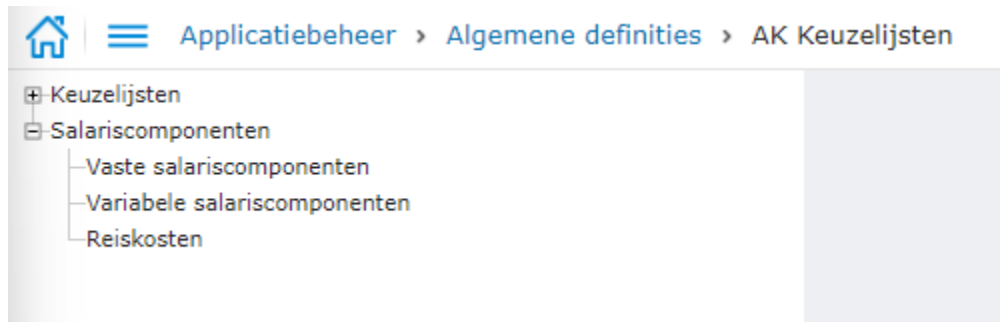 Applicatiebeheer › Algemene definities › AK Keuzelijsten
Keuzelijsten
Salariscomponenten
Vaste salariscomponenten
Variabele salariscomponenten
Reiskosten